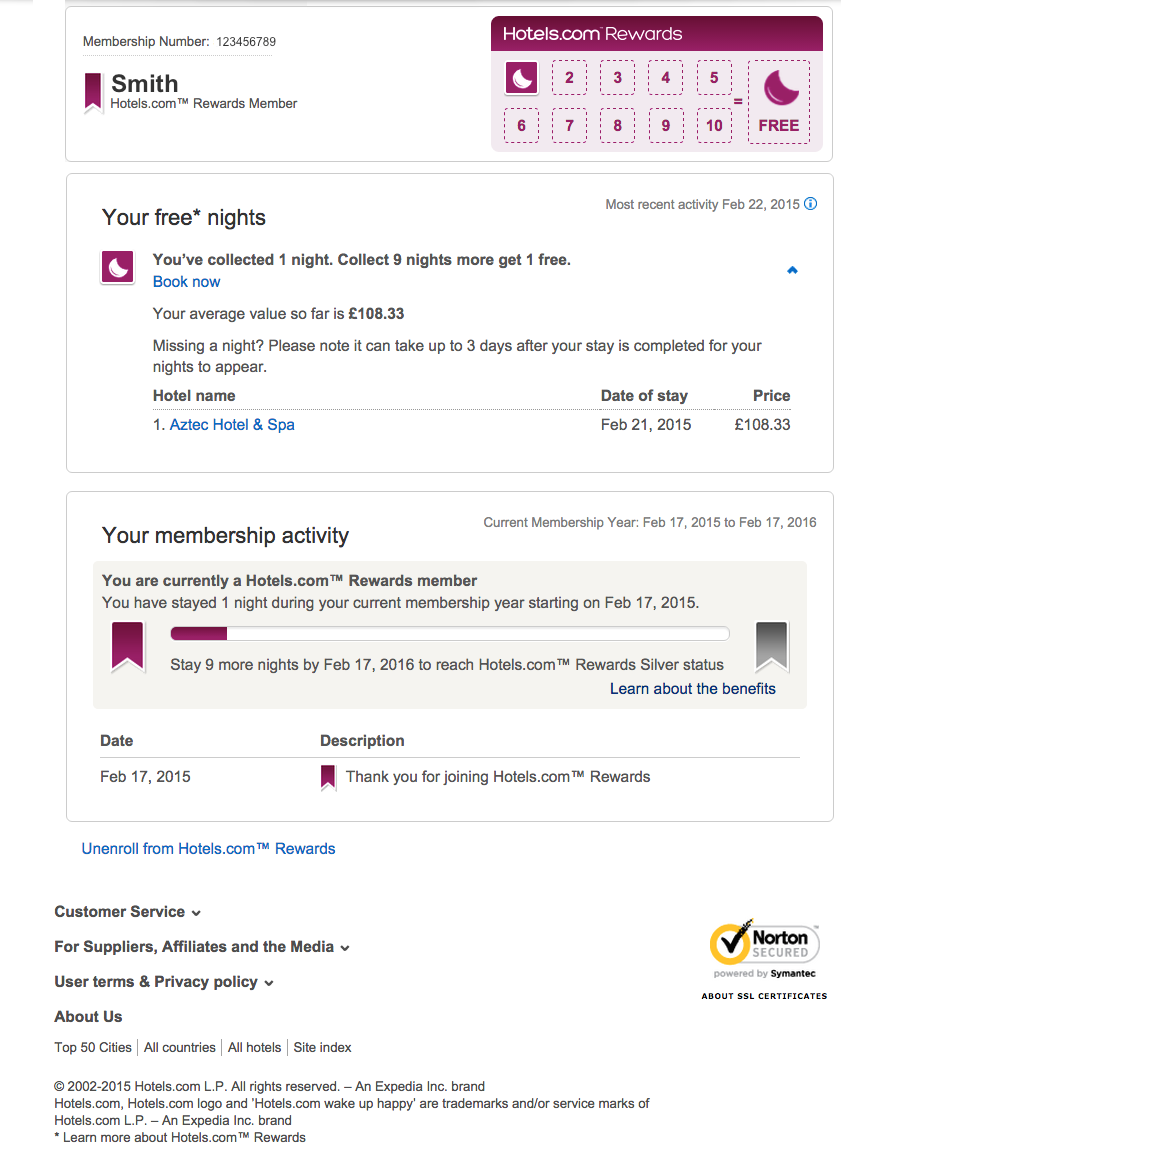 Membership Number: 123456789
Smith
Hotels.com™ Rewards Member
Hotels.com™ Rewards
2 3 4 5
=
6 7 8 9 10 FREE
Your free* nights
Most recent activity Feb 22, 2015
You’ve collected 1 night. Collect 9 nights more get 1 free.
Book now
Your average value so far is £108.33
Missing a night? Please note it can take up to 3 days after your stay is completed for your
nights to appear.
Hotel name Date of stay Price
1. Aztec Hotel & Spa Feb 21, 2015 £108.33
Your membership activity
Current Membership Year: Feb 17, 2015 to Feb 17, 2016
You are currently a Hotels.com™ Rewards member
You have stayed 1 night during your current membership year starting on Feb 17, 2015.
Stay 9 more nights by Feb 17, 2016 to reach Hotels.com™ Rewards Silver status
Learn about the benefits
Date Description
Feb 17, 2015 Thank you for joining Hotels.com™ Rewards
Unenroll from Hotels.com™ Rewards
Customer Service
For Suppliers, Affiliates and the Media
User terms & Privacy policy
About Us
Top 50 Cities All countries All hotels Site index
Norton™
SECURED
powered by Symantec
ABOUT SSL CERTIFICATES
© 2002-2015 Hotels.com L.P. All rights reserved. – An Expedia Inc. brand
Hotels.com, Hotels.com logo and 'Hotels.com wake up happy' are trademarks and/or service marks of
Hotels.com L.P. – An Expedia Inc. brand
* Learn more about Hotels.com™ Rewards